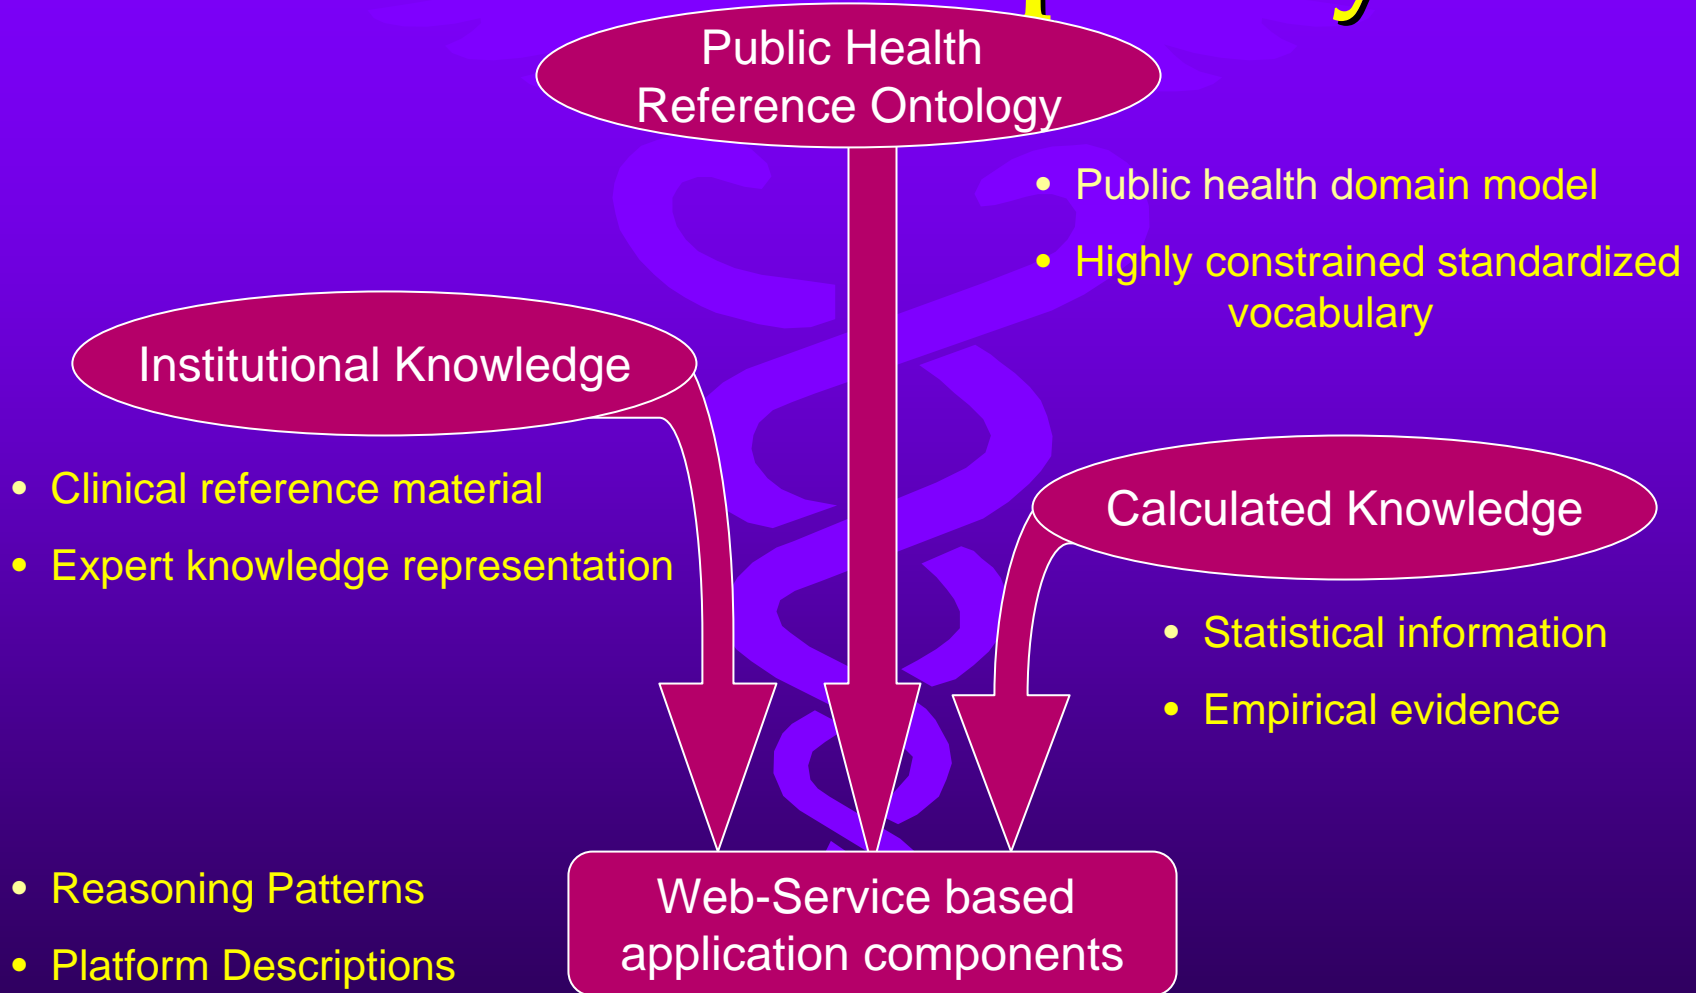 Public Health
Reference Ontology
• Public health domain model
• Highly constrained standardized
vocabulary
Institutional Knowledge
• Clinical reference material
• Expert knowledge representation
Calculated Knowledge
• Statistical information
• Empirical evidence
• Reasoning Patterns
• Platform Descriptions
Web-Service based
application components